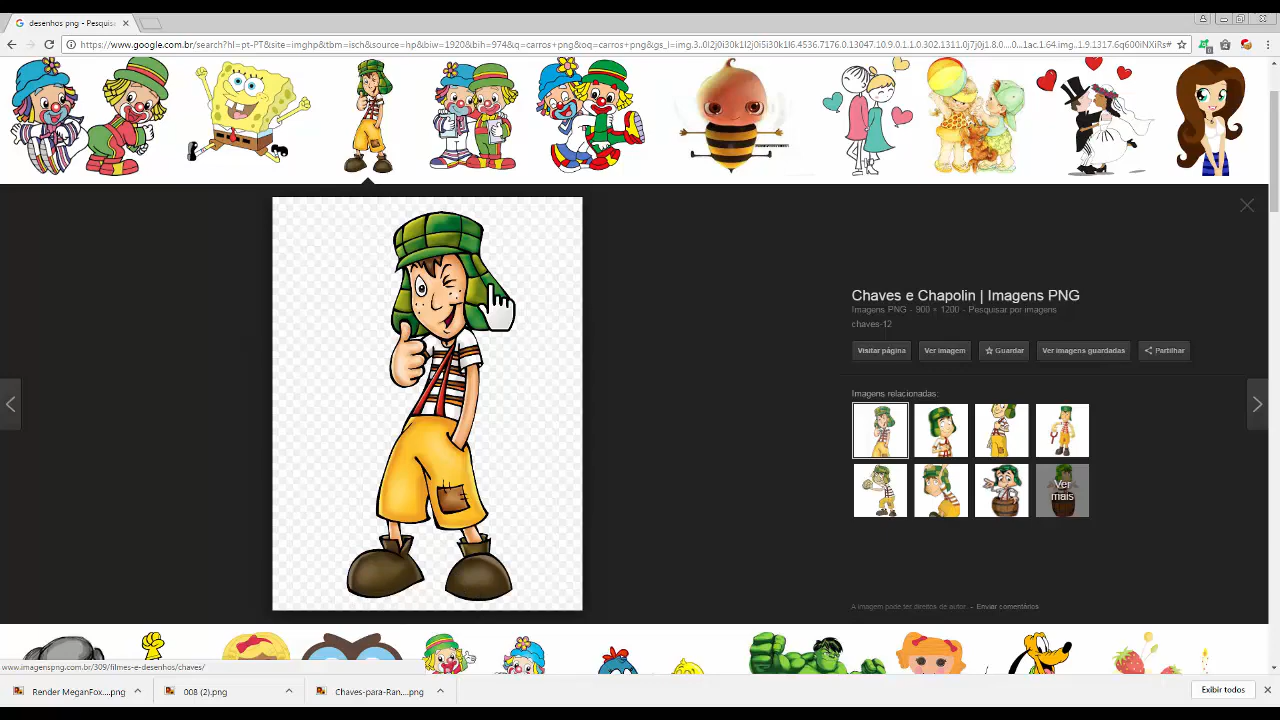 desenhos png - Pesquis
https://www.google.com.br/search?hl=pt-PT&site=imghp&tbm=isch&source=hp&biw=1920&bih=974&q=carros+png&oq=carros+png&gs_l=img.3..0l2j0i30k1l2j0i5i30k1l6.4536.7176.0.13047.10.9.0.1.1.0.302.1311.0j7j0j1.8.0....0...1ac.1.64.img..1.9.1317.6q600iNXiRs#
Chaves e Chapolin | Imagens PNG
Imagens PNG - 900 × 1200 - Pesquisar por imagens
chaves-12
Visitar página
Ver imagem
Guardar
Ver imagens guardadas
Partilhar
Imagens relacionadas:
Ver
mais
A imagem pode ter direitos de autor. - Enviar comentários
www.imagenspng.com.br/309/filmes-e-desenhos/chaves/
Render MeganFox....png
008 (2).png
Chaves-para-Ran....png
Exibir todos